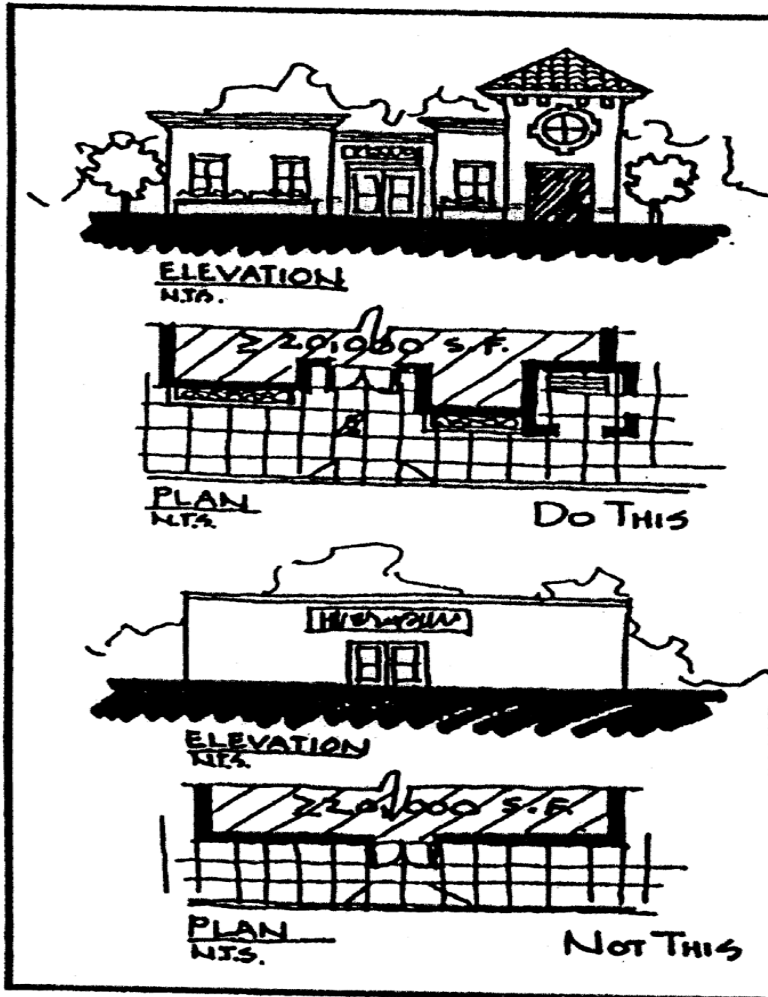 ELEVATION
N.T.S.
≥ 20,000 S.F.
PLAN
N.T.S.
DO THIS
ELEVATION
N.T.S.
≥ 20,000 S.F.
PLAN
N.T.S.
NOT THIS